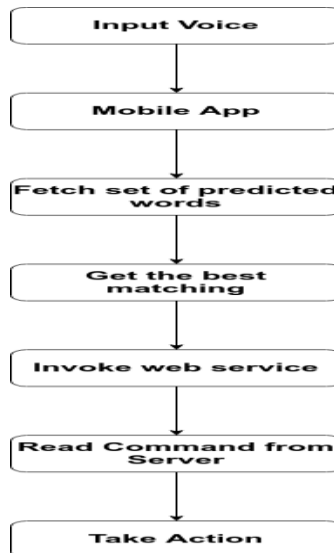 Input Voice
Mobile App
Fetch set of predicted
words
Get the best
matching
Invoke web service
Read Command from
Server
Take Action